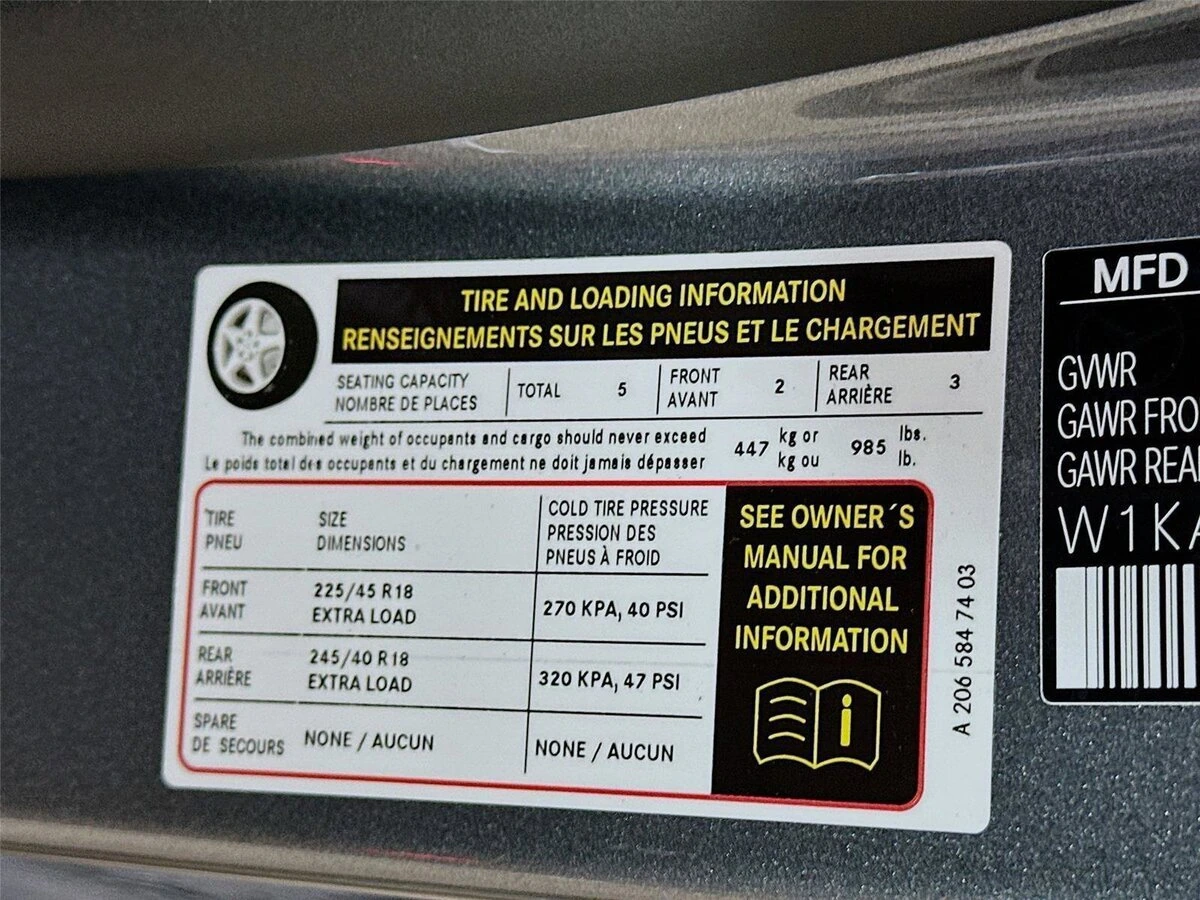 TIRE AND LOADING INFORMATION
RENSEIGNEMENTS SUR LES PNEUS ET LE CHARGEMENT
SEATING CAPACITY
NOMBRE DE PLACES
TOTAL 5
FRONT
AVANT
2
REAR
ARRIÈRE
3
The combined weight of occupants and cargo should never exceed
Le poids total des occupants et du chargement ne doit jamais dépasser
447
kg or
kg ou
985
lbs.
lb.
TIRE
PNEU
SIZE
DIMENSIONS
COLD TIRE PRESSURE
PRESSION DES
PNEUS À FROID
FRONT
AVANT
225/45 R18
EXTRA LOAD
270 KPA, 40 PSI
REAR
ARRIÈRE
245/40 R18
EXTRA LOAD
320 KPA, 47 PSI
SPARE
DE SECOURS
NONE / AUCUN
NONE / AUCUN
SEE OWNER´S
MANUAL FOR
ADDITIONAL
INFORMATION
i
A 206 584 74 03
MFD
GVWR
GAWR FRO
GAWR REA
W1KA